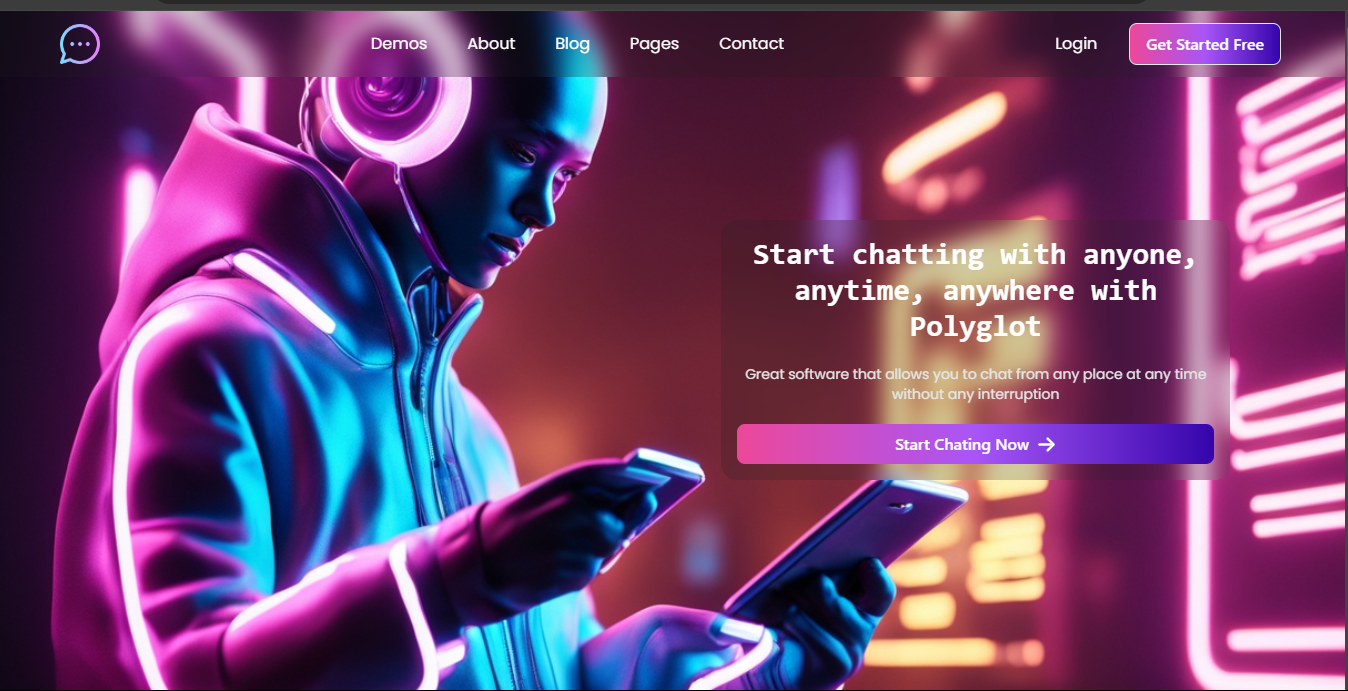 Demos
About
Blog
Pages
Contact
Login
Get Started Free
Start chatting with anyone,
anytime, anywhere with
Polyglot
Great software that allows you to chat from any place at any time
without any interruption
Start Chating Now